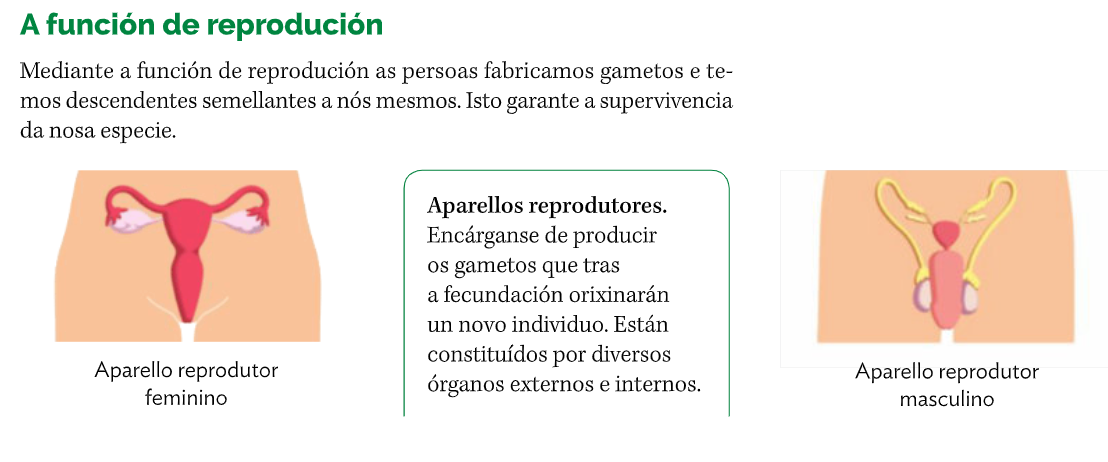 A función de reprodución
Mediante a función de reprodución as persoas fabricamos gametos e te-
mos descendentes semellantes a nós mesmos. Isto garante a supervivencia
da nosa especie.
Aparellos reprodutores.
Encárganse de producir
os gametos que tras
a fecundación orixinarán
un novo individuo. Están
constituídos por diversos
órganos externos e internos.
Aparello reprodutor
feminino
Aparello reprodutor
masculino